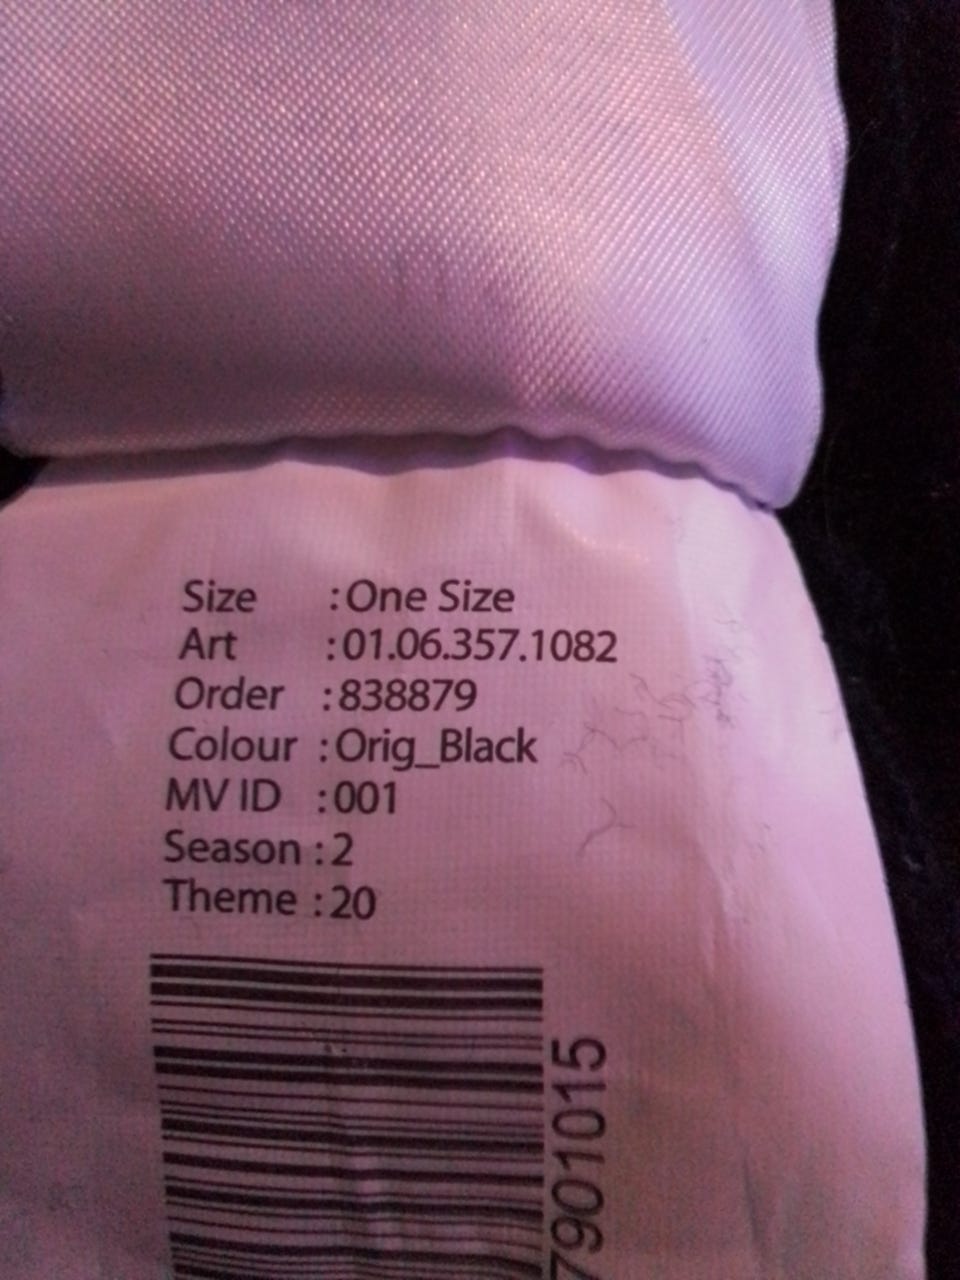 Size : One Size
Art : 01.06.357.1082
Order : 838879
Colour : Orig_Black
MV ID : 001
Season : 2
Theme : 20
7901015